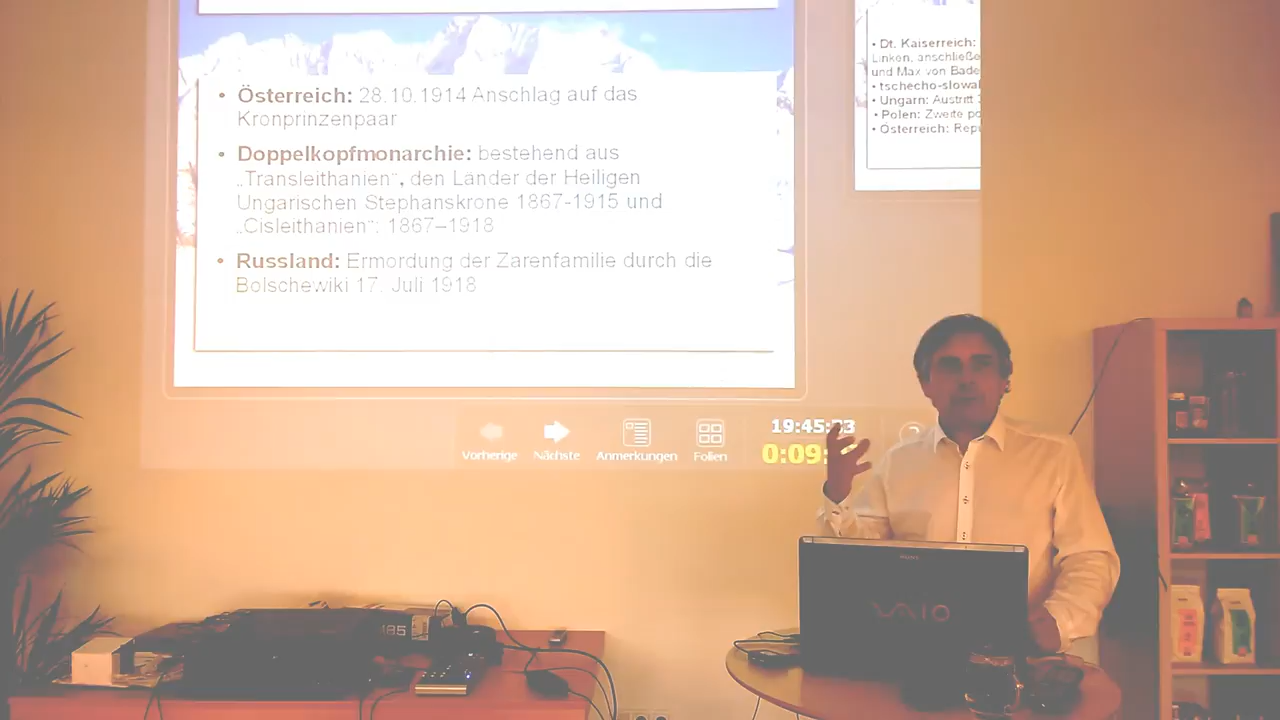 • Österreich: 28.10.1914 Anschlag auf das
Kronprinzenpaar
• Doppelkopfmonarchie: bestehend aus
„Transleithanien“, den Länder der Heiligen
Ungarischen Stephanskrone 1867-1915 und
„Cisleithanien“: 1867–1918
• Russland: Ermordung der Zarenfamilie durch die
Bolschewiki 17. Juli 1918
• Dt. Kaiserreich:
Linken, anschließe
und Max von Bade
• tschecho-slowa
• Ungarn: Austritt
• Polen: Zweite
• Österreich: Rep
Vorherige
Nächste
Anmerkungen
Folien
19:45:
0:09:
SONY
VAIO